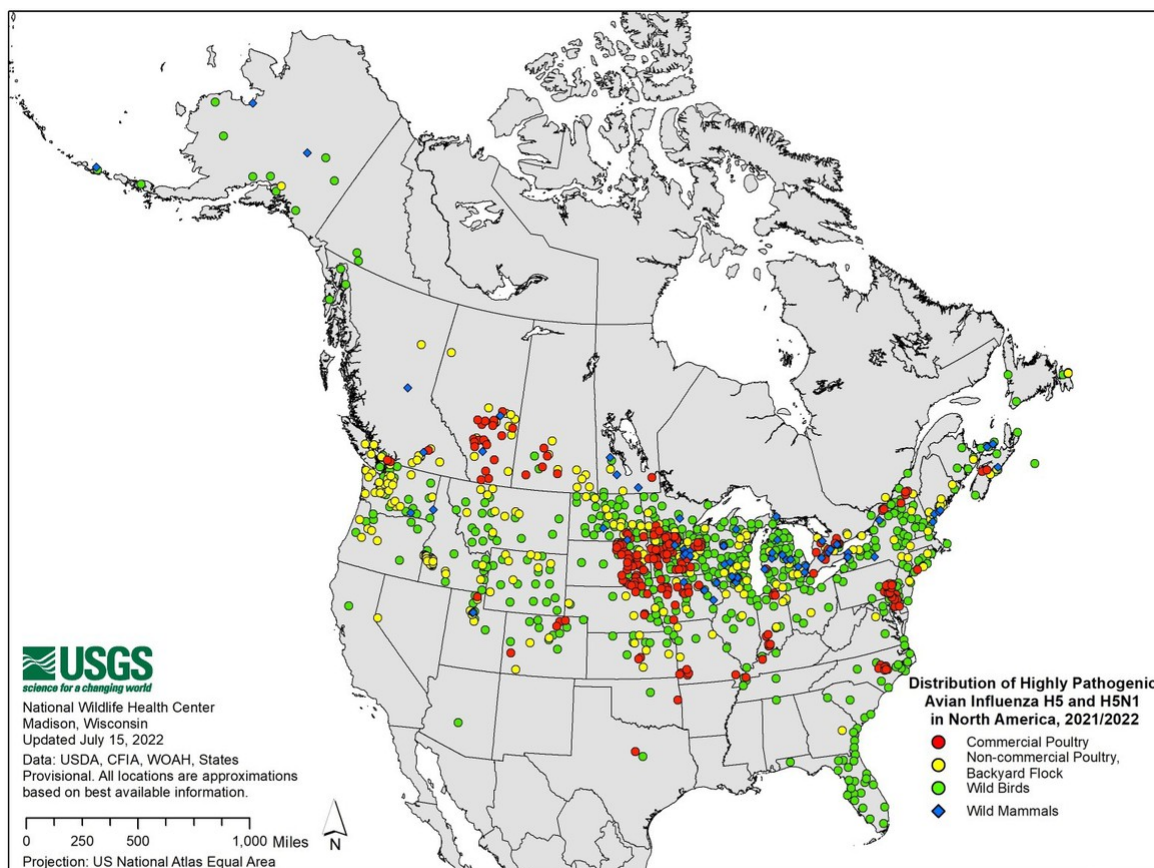 USGS
science for a changing world
National Wildlife Health Center
Madison, Wisconsin
Updated July 15, 2022
Data: USDA, CFIA, WOAH, States
Provisional. All locations are approximations
based on best available information.
0 250 500 1,000 Miles
Projection: US National Atlas Equal Area
N
Distribution of Highly Pathogenic
Avian Influenza H5 and H5N1
in North America, 2021/2022
Commercial Poultry
Non-commercial Poultry,
Backyard Flock
Wild Birds
Wild Mammals